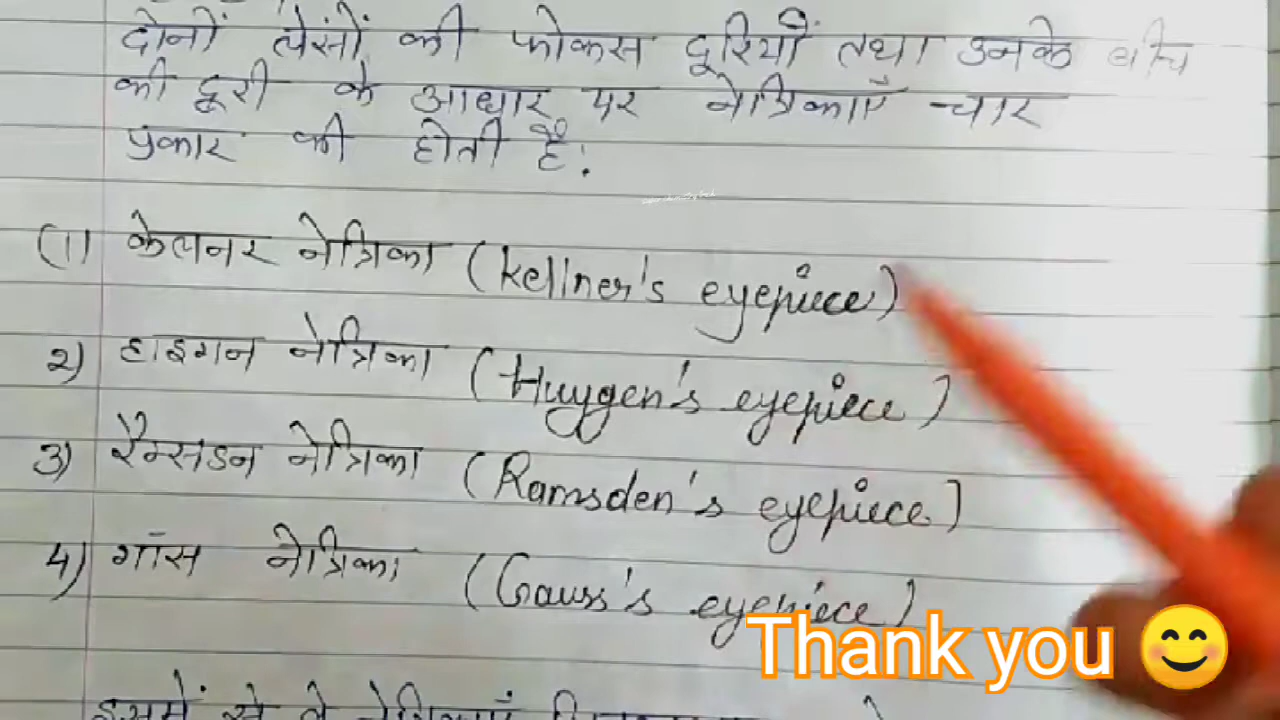 दोनों लेंसों की फोकस दूरियों तथा उनके बीच
की दूरी के आधार पर नेत्रिकाएँ चार
प्रकार की होती हैं:
(1) केलनर नेत्रिका (Kellner's eyepiece)
2) हाइगन नेत्रिका (Huygen's eyepiece)
3) रैम्सडन नेत्रिका (Ramsden's eyepiece)
4) गॉस नेत्रिका (Gauss's eyepiece)
Thank you 😊
इसमें से दो नेत्रिकाएँ